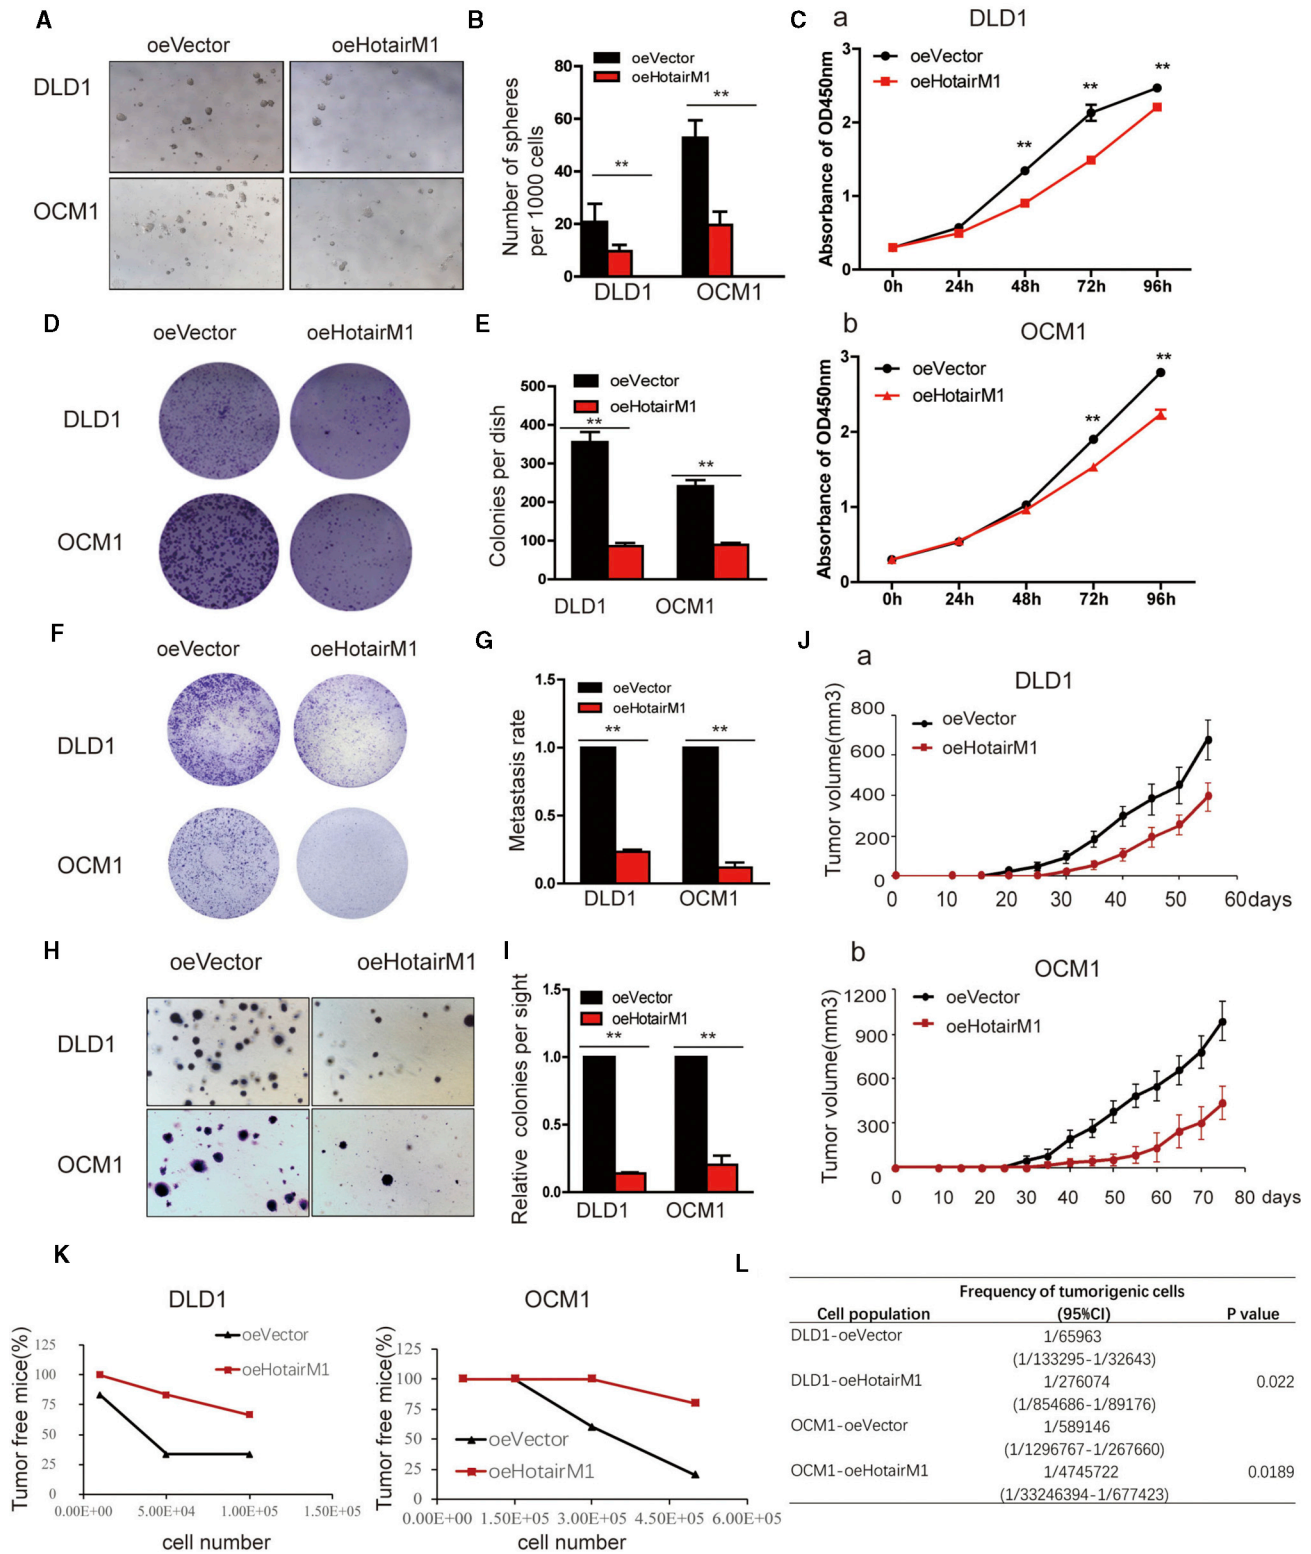 A
oeVector
oeHotairM1
DLD1
OCM1
B
oeVector
oeHotairM1
Number of spheres
per 1000 cells
80
60
40
20
0
**
**
DLD1
OCM1
C
a
DLD1
oeVector
oeHotairM1
Absorbance of OD450nm
3
2
1
0
**
**
**
0h
24h
48h
72h
96h
b
OCM1
oeVector
oeHotairM1
Absorbance of OD450nm
3
2
1
0
**
**
0h
24h
48h
72h
96h
D
oeVector
oeHotairM1
DLD1
OCM1
E
oeVector
oeHotairM1
Colonies per dish
500
400
300
200
100
0
**
**
DLD1
OCM1
F
oeVector
oeHotairM1
DLD1
OCM1
G
oeVector
oeHotairM1
Metastasis rate
1.5
1.0
0.5
0.0
**
**
DLD1
OCM1
H
oeVector
oeHotairM1
DLD1
OCM1
I
oeVector
oeHotairM1
Relative colonies per sight
1.5
1.0
0.5
0.0
**
**
DLD1
OCM1
J
a
DLD1
oeVector
oeHotairM1
Tumor volume(mm3)
800
600
400
200
0
0 10 20 30 40 50 60days
b
OCM1
oeVector
oeHotairM1
Tumor volume(mm3)
1200
900
600
300
0
0 10 20 30 40 50 60 70 80 days
K
DLD1
oeVector
oeHotairM1
Tumor free mice(%)
125
100
75
50
25
0
0.00E+00 5.00E+04 1.00E+05 1.50E+05
cell number
OCM1
oeVector
oeHotairM1
Tumor free mice(%)
125
100
75
50
25
0
0.00E+00 1.50E+05 3.00E+05 4.50E+05 6.00E+05
cell number
L
Frequency of tumorigenic cells
Cell population (95%CI) P value
DLD1-oeVector 1/65963
(1/133295-1/32643)
DLD1-oeHotairM1 1/276074 0.022
(1/854686-1/89176)
OCM1-oeVector 1/589146
(1/1296767-1/267660)
OCM1-oeHotairM1 1/4745722 0.0189
(1/33246394-1/677423)